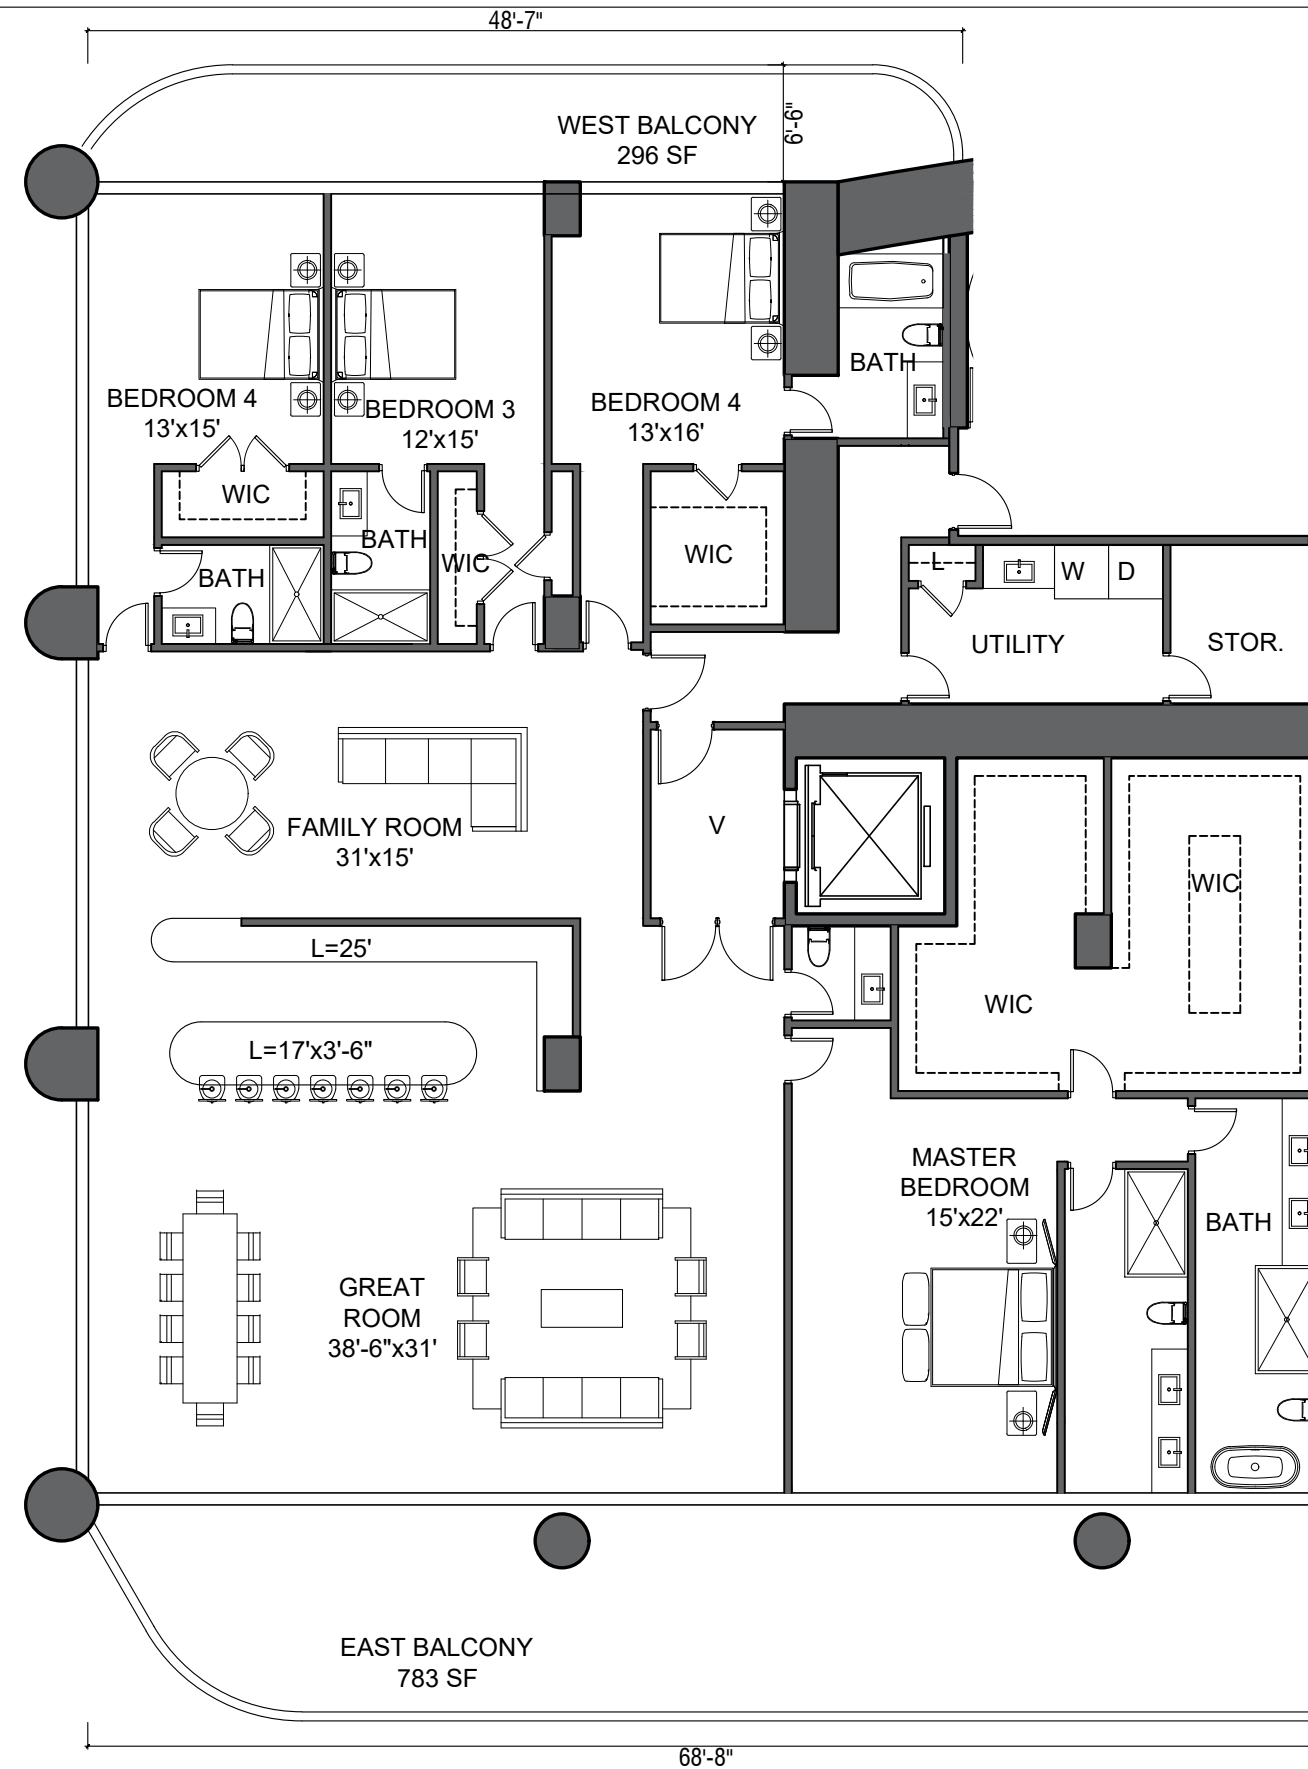 48'-7"
WEST BALCONY
296 SF
6'-6"
BATH
BEDROOM 4
13'x15'
BEDROOM 3
12'x15'
BEDROOM 4
13'x16'
WIC
BATH
WIC
WIC
BATH
L
W
D
UTILITY
STOR.
FAMILY ROOM
31'x15'
V
WIC
L=25'
WIC
L=17'x3'-6"
MASTER
BEDROOM
15'x22'
BATH
GREAT
ROOM
38'-6"x31'
EAST BALCONY
783 SF
68'-8"